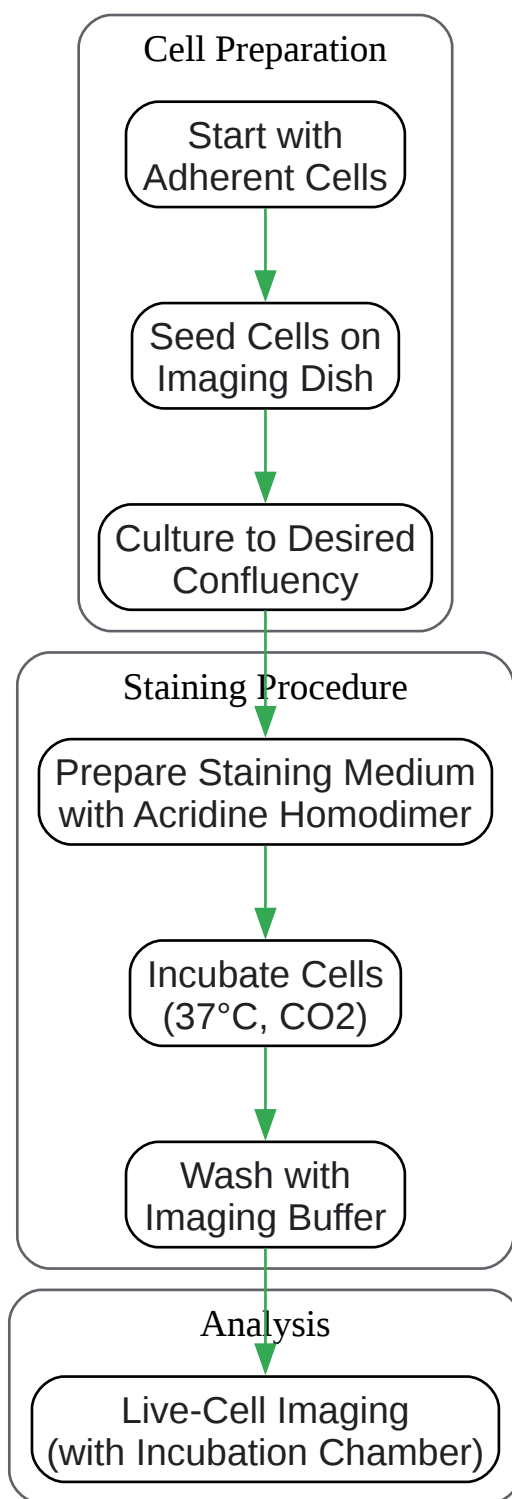 Cell Preparation
Start with
Adherent Cells
Seed Cells on
Imaging Dish
Culture to Desired
Confluency
Staining Procedure
Prepare Staining Medium
with Acridine Homodimer
Incubate Cells
(37°C, CO2)
Wash with
Imaging Buffer
Analysis
Live-Cell Imaging
(with Incubation Chamber)